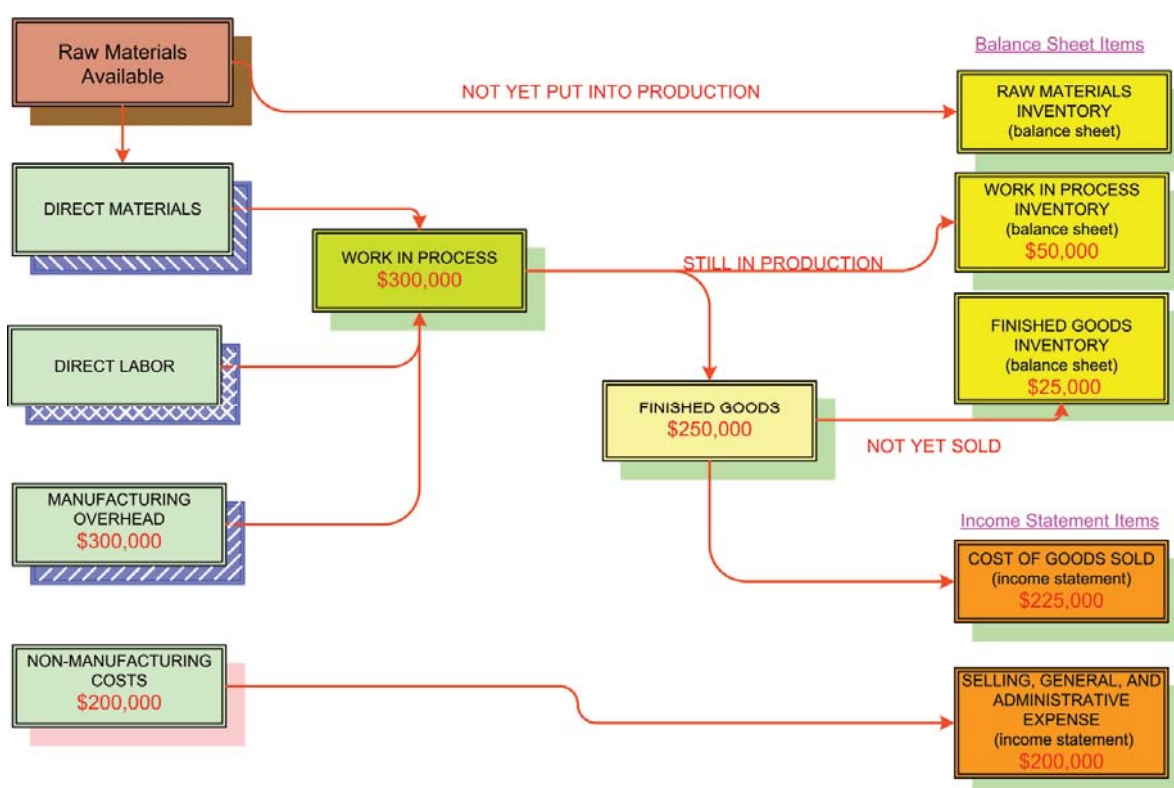 Raw Materials
Available
Balance Sheet Items
NOT YET PUT INTO PRODUCTION
RAW MATERIALS
INVENTORY
(balance sheet)
DIRECT MATERIALS
WORK IN PROCESS
INVENTORY
(balance sheet)
$50,000
WORK IN PROCESS
$300,000
STILL IN PRODUCTION
FINISHED GOODS
INVENTORY
(balance sheet)
$25,000
DIRECT LABOR
FINISHED GOODS
$250,000
NOT YET SOLD
MANUFACTURING
OVERHEAD
$300,000
Income Statement Items
COST OF GOODS SOLD
(income statement)
$225,000
NON-MANUFACTURING
COSTS
$200,000
SELLING, GENERAL, AND
ADMINISTRATIVE
EXPENSE
(income statement)
$200,000